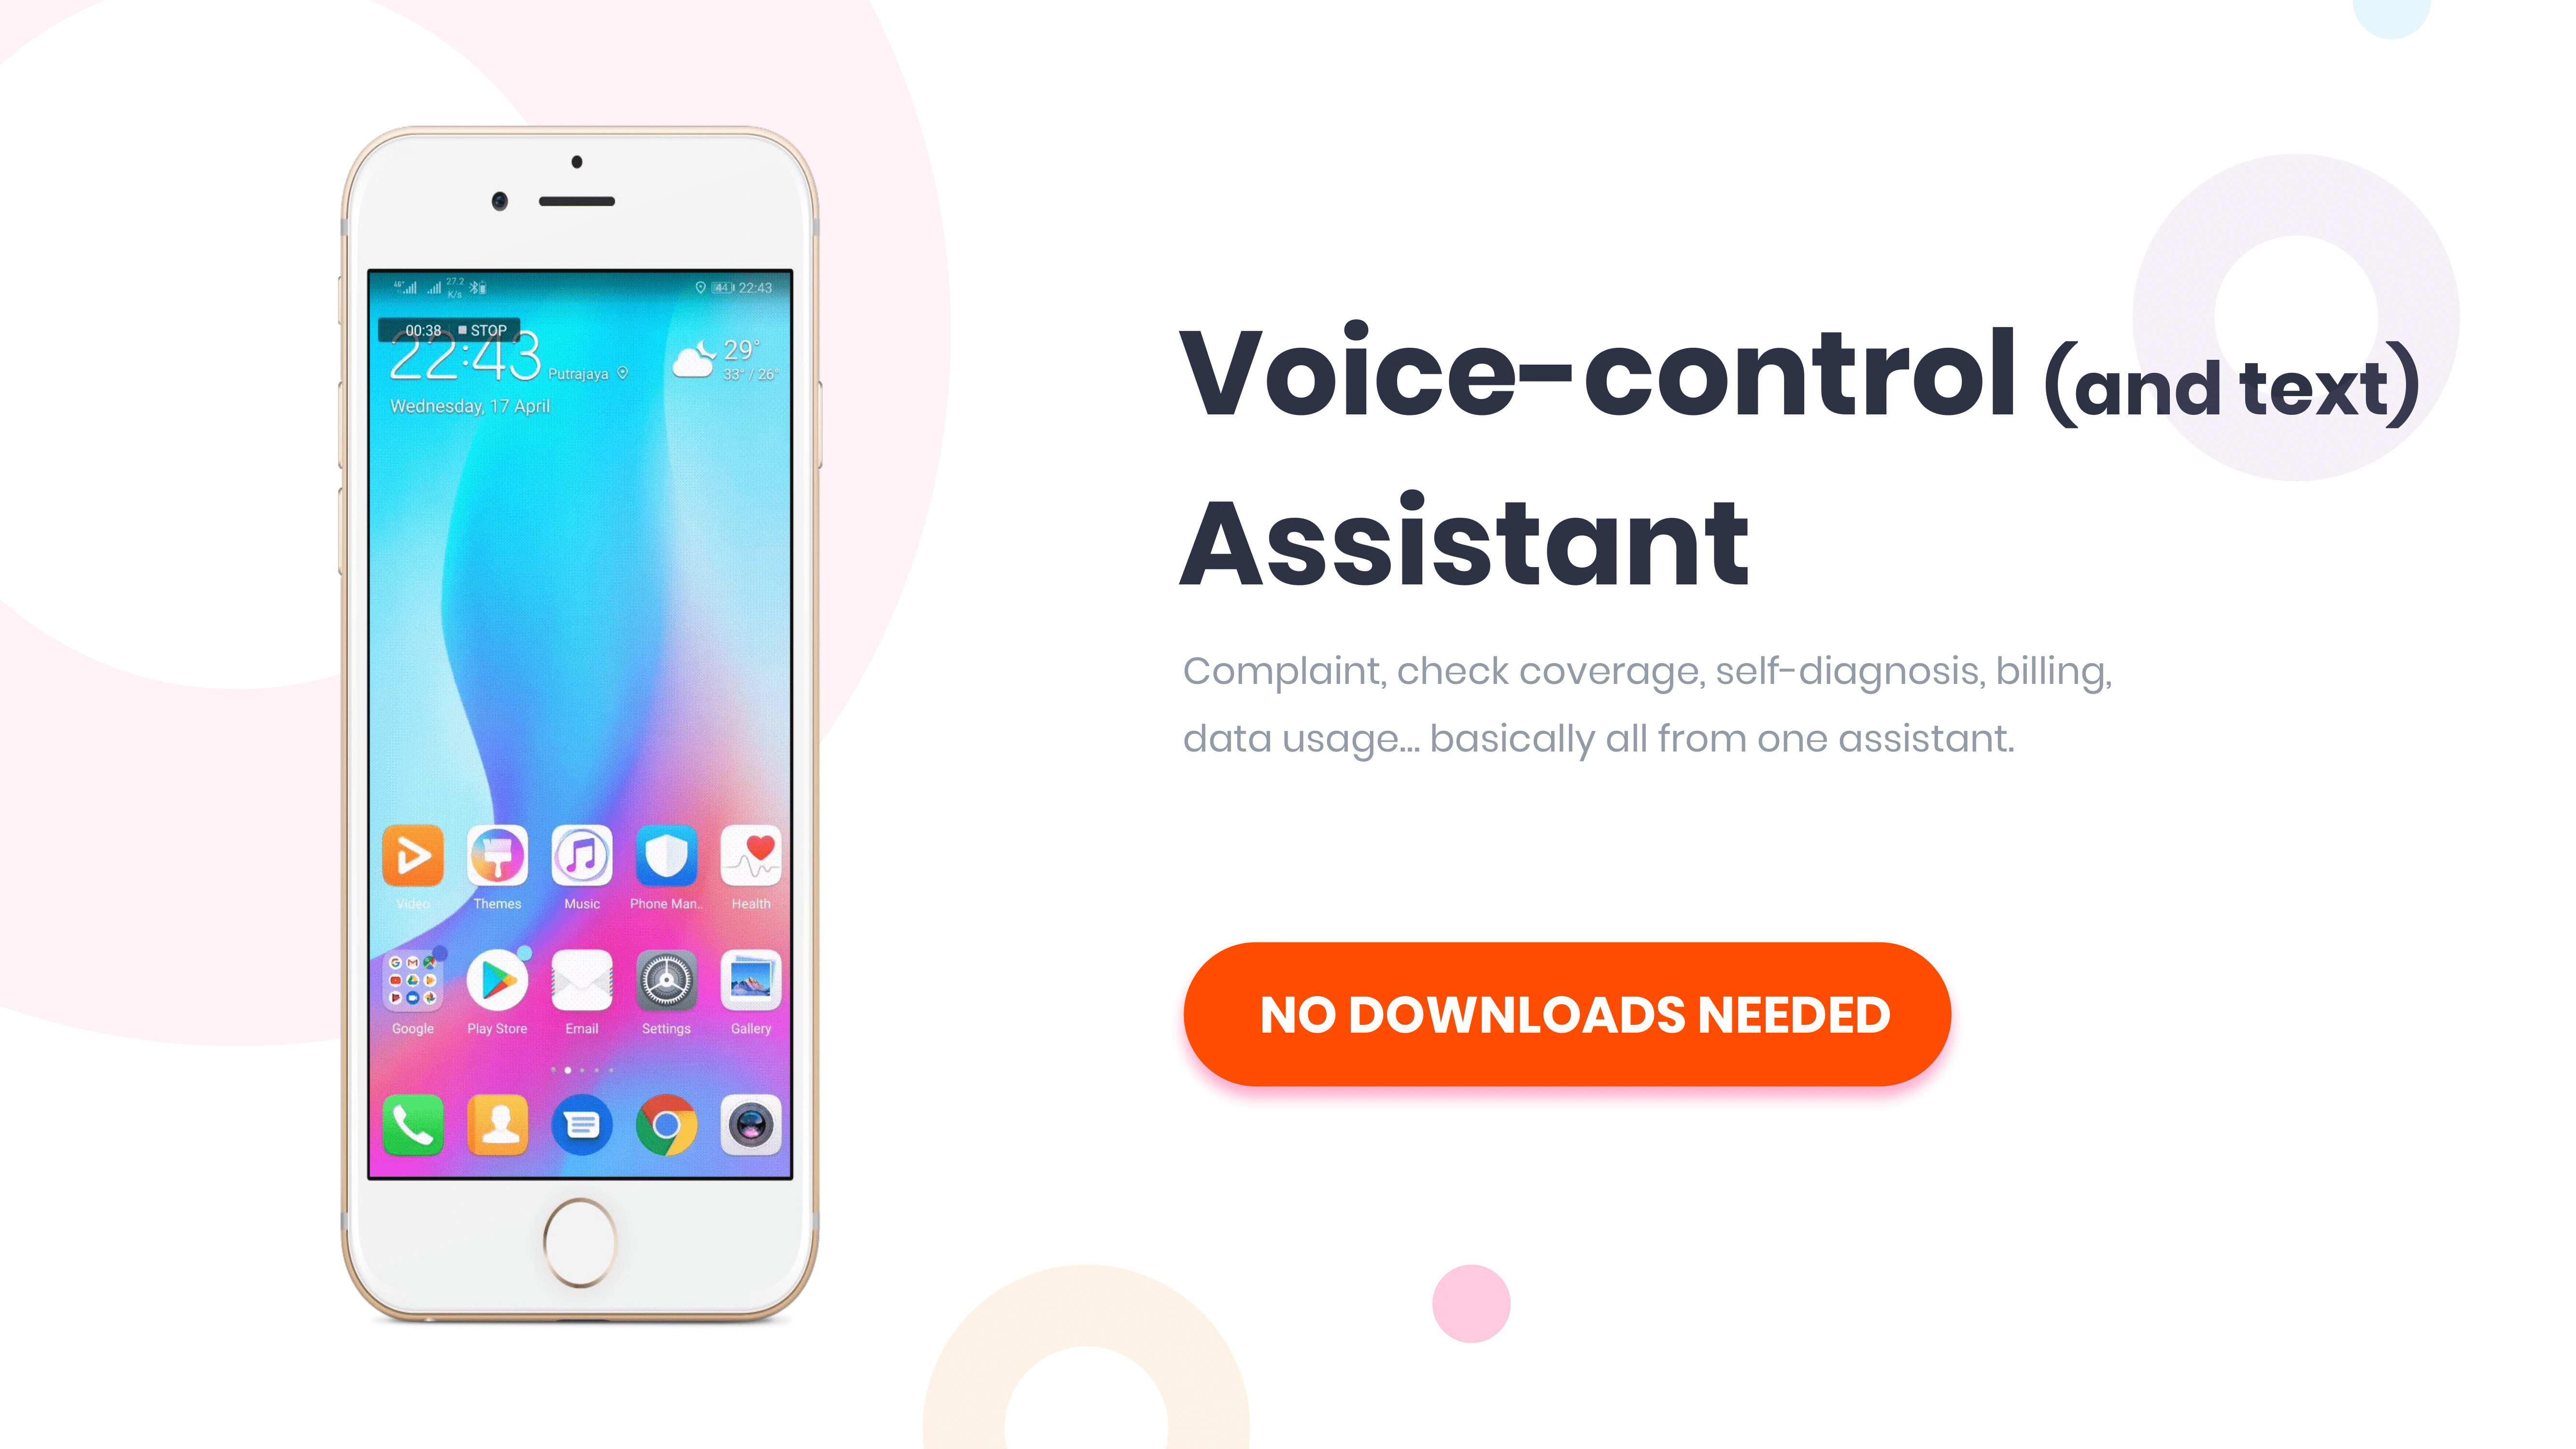 4G+ 27.2 K/s 44 22:43
00:38 STOP
22:43 Putrajaya 29°
33° / 26°
Wednesday, 17 April
Video Themes Music Phone Man.. Health
Google Play Store Email Settings Gallery
Voice-control (and text)
Assistant
Complaint, check coverage, self-diagnosis, billing,
data usage... basically all from one assistant.
NO DOWNLOADS NEEDED